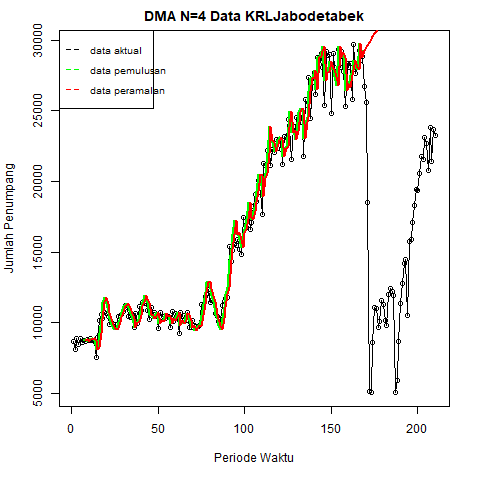 DMA N=4 Data KRLJabodetabek
data aktual
data pemulusan
data peramalan
Jumlah Penumpang
30000
25000
20000
15000
10000
5000
0
50
100
150
200
Periode Waktu